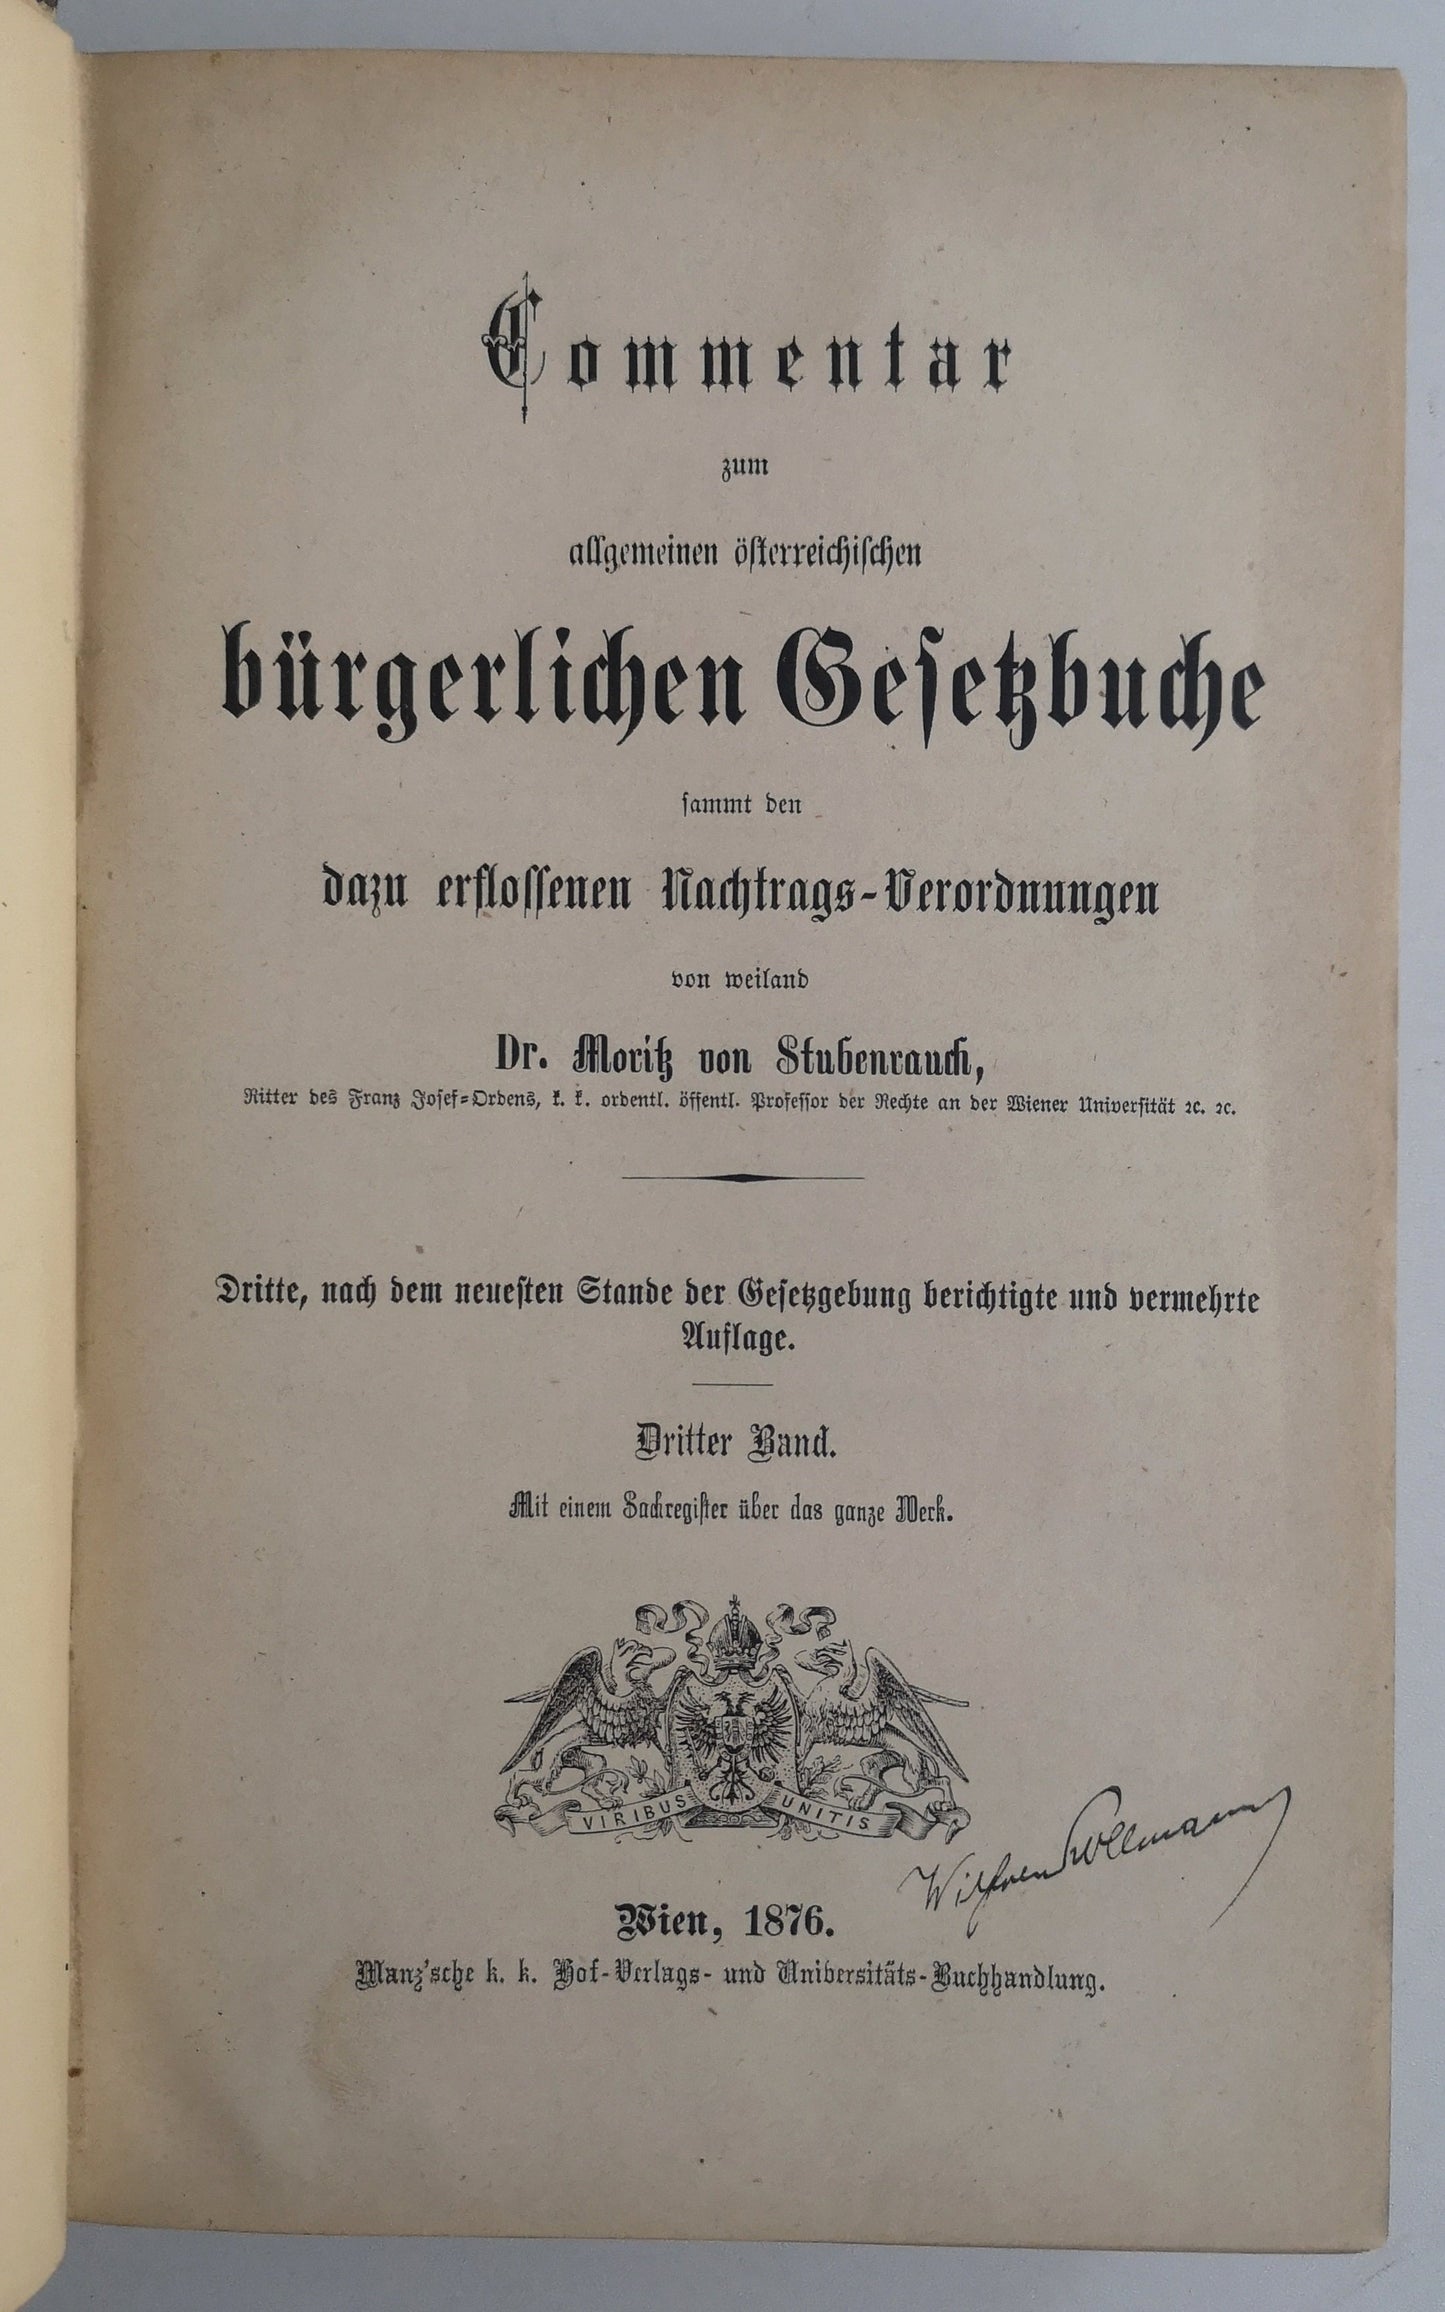 Commentar
zum
allgemeinen österreichischen
bürgerlichen Gesetzbuche
sammt den
dazu erflossenen Nachtrags-Verordnungen
von weiland
Dr. Moritz von Stubenrauch,
Ritter des Franz Josef-Ordens, k. k. ordentl. öffentl. Professor der Rechte an der Wiener Universität ꝛc. ꝛc.
Dritte, nach dem neuesten Stande der Gesetzgebung berichtigte und vermehrte
Auflage.
Dritter Band.
Mit einem Sachregister über das ganze Werk.
VIRIBUS UNITIS
Wien, 1876.
Manz'sche k. k. Hof-Verlags- und Universitäts-Buchhandlung.